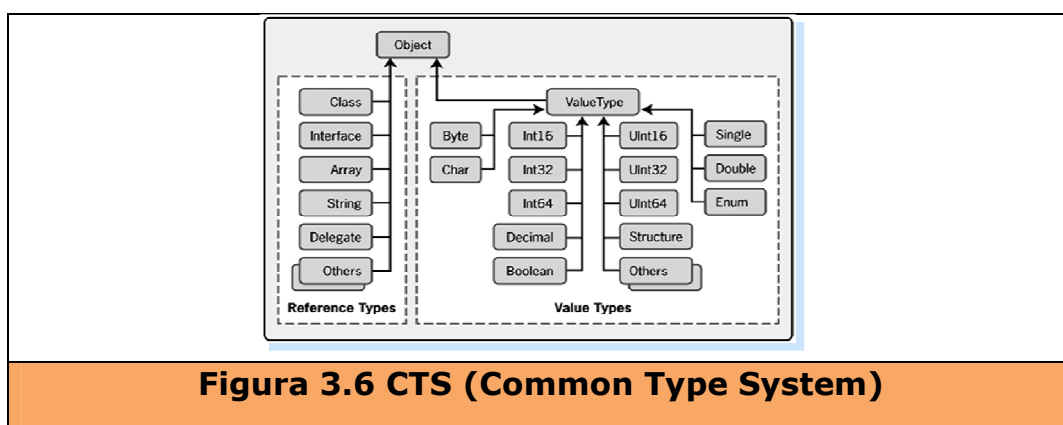 Object
Class
Interface
Array
String
Delegate
Others
Reference Types
ValueType
Byte
Char
Int16
Int32
Int64
Decimal
Boolean
UInt16
UInt32
UInt64
Structure
Others
Single
Double
Enum
Value Types
Figura 3.6 CTS (Common Type System)